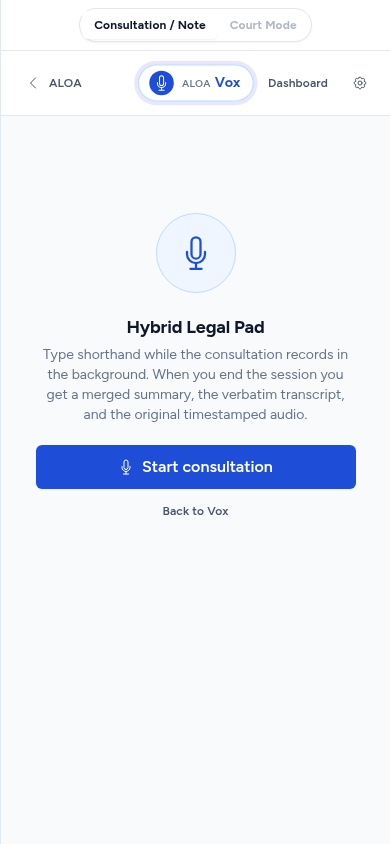 Consultation / Note Court Mode
ALOA ALOA Vox Dashboard
Hybrid Legal Pad
Type shorthand while the consultation records in
the background. When you end the session you
get a merged summary, the verbatim transcript,
and the original timestamped audio.
Start consultation
Back to Vox